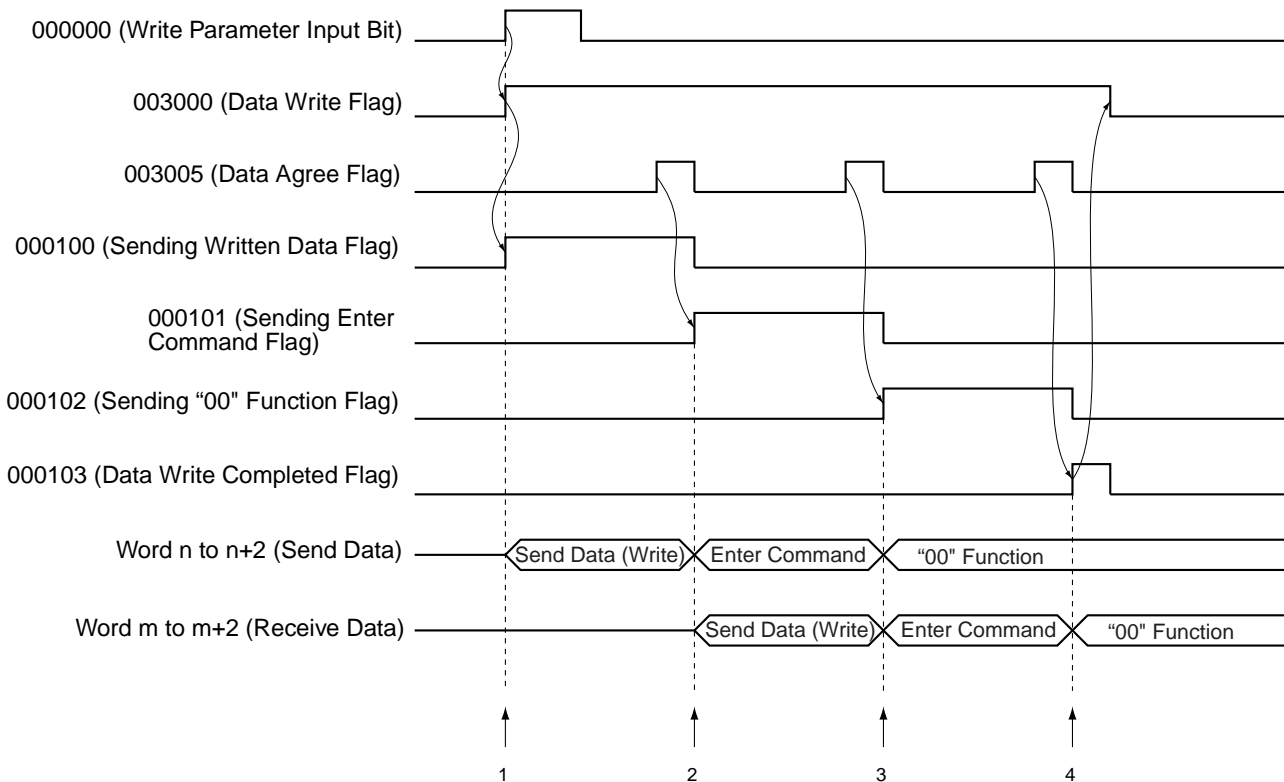 000000 (Write Parameter Input Bit)
003000 (Data Write Flag)
003005 (Data Agree Flag)
000100 (Sending Written Data Flag)
000101 (Sending Enter
Command Flag)
000102 (Sending “00" Function Flag)
000103 (Data Write Completed Flag)
Word n to n+2 (Send Data)
Send Data (Write)
Enter Command
“00" Function
Word m to m+2 (Receive Data)
Send Data (Write)
Enter Command
“00" Function
1
2
3
4